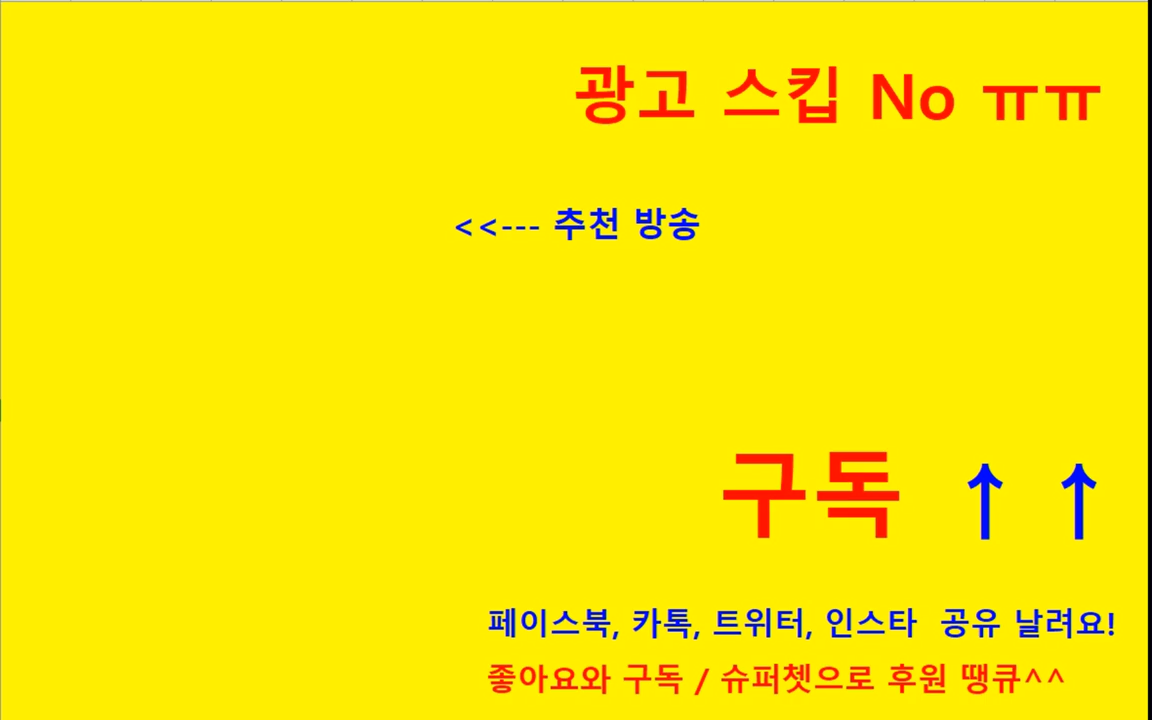 광고 스킵 No ㅠㅠ
<<--- 추천 방송
구독 ↑ ↑
페이스북, 카톡, 트위터, 인스타 공유 날려요!
좋아요와 구독 / 슈퍼쳇으로 후원 땡큐^^